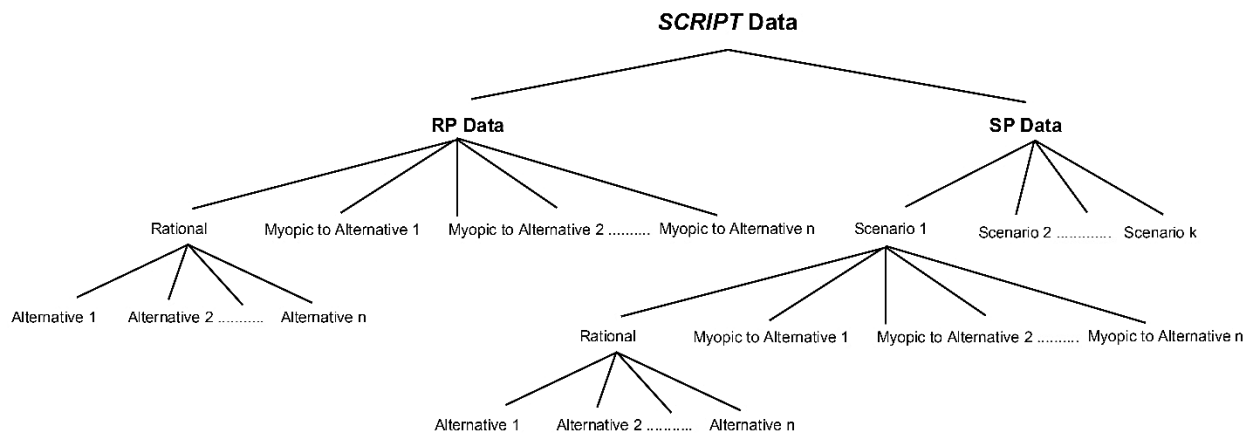 SCRIPT Data
RP Data SP Data
Rational Myopic to Alternative 1 Myopic to Alternative 2 .......... Myopic to Alternative n Scenario 1 Scenario 2 ............. Scenario k
Alternative 1 Alternative 2 ........... Alternative n
Rational Myopic to Alternative 1 Myopic to Alternative 2 .......... Myopic to Alternative n
Alternative 1 Alternative 2 ........... Alternative n